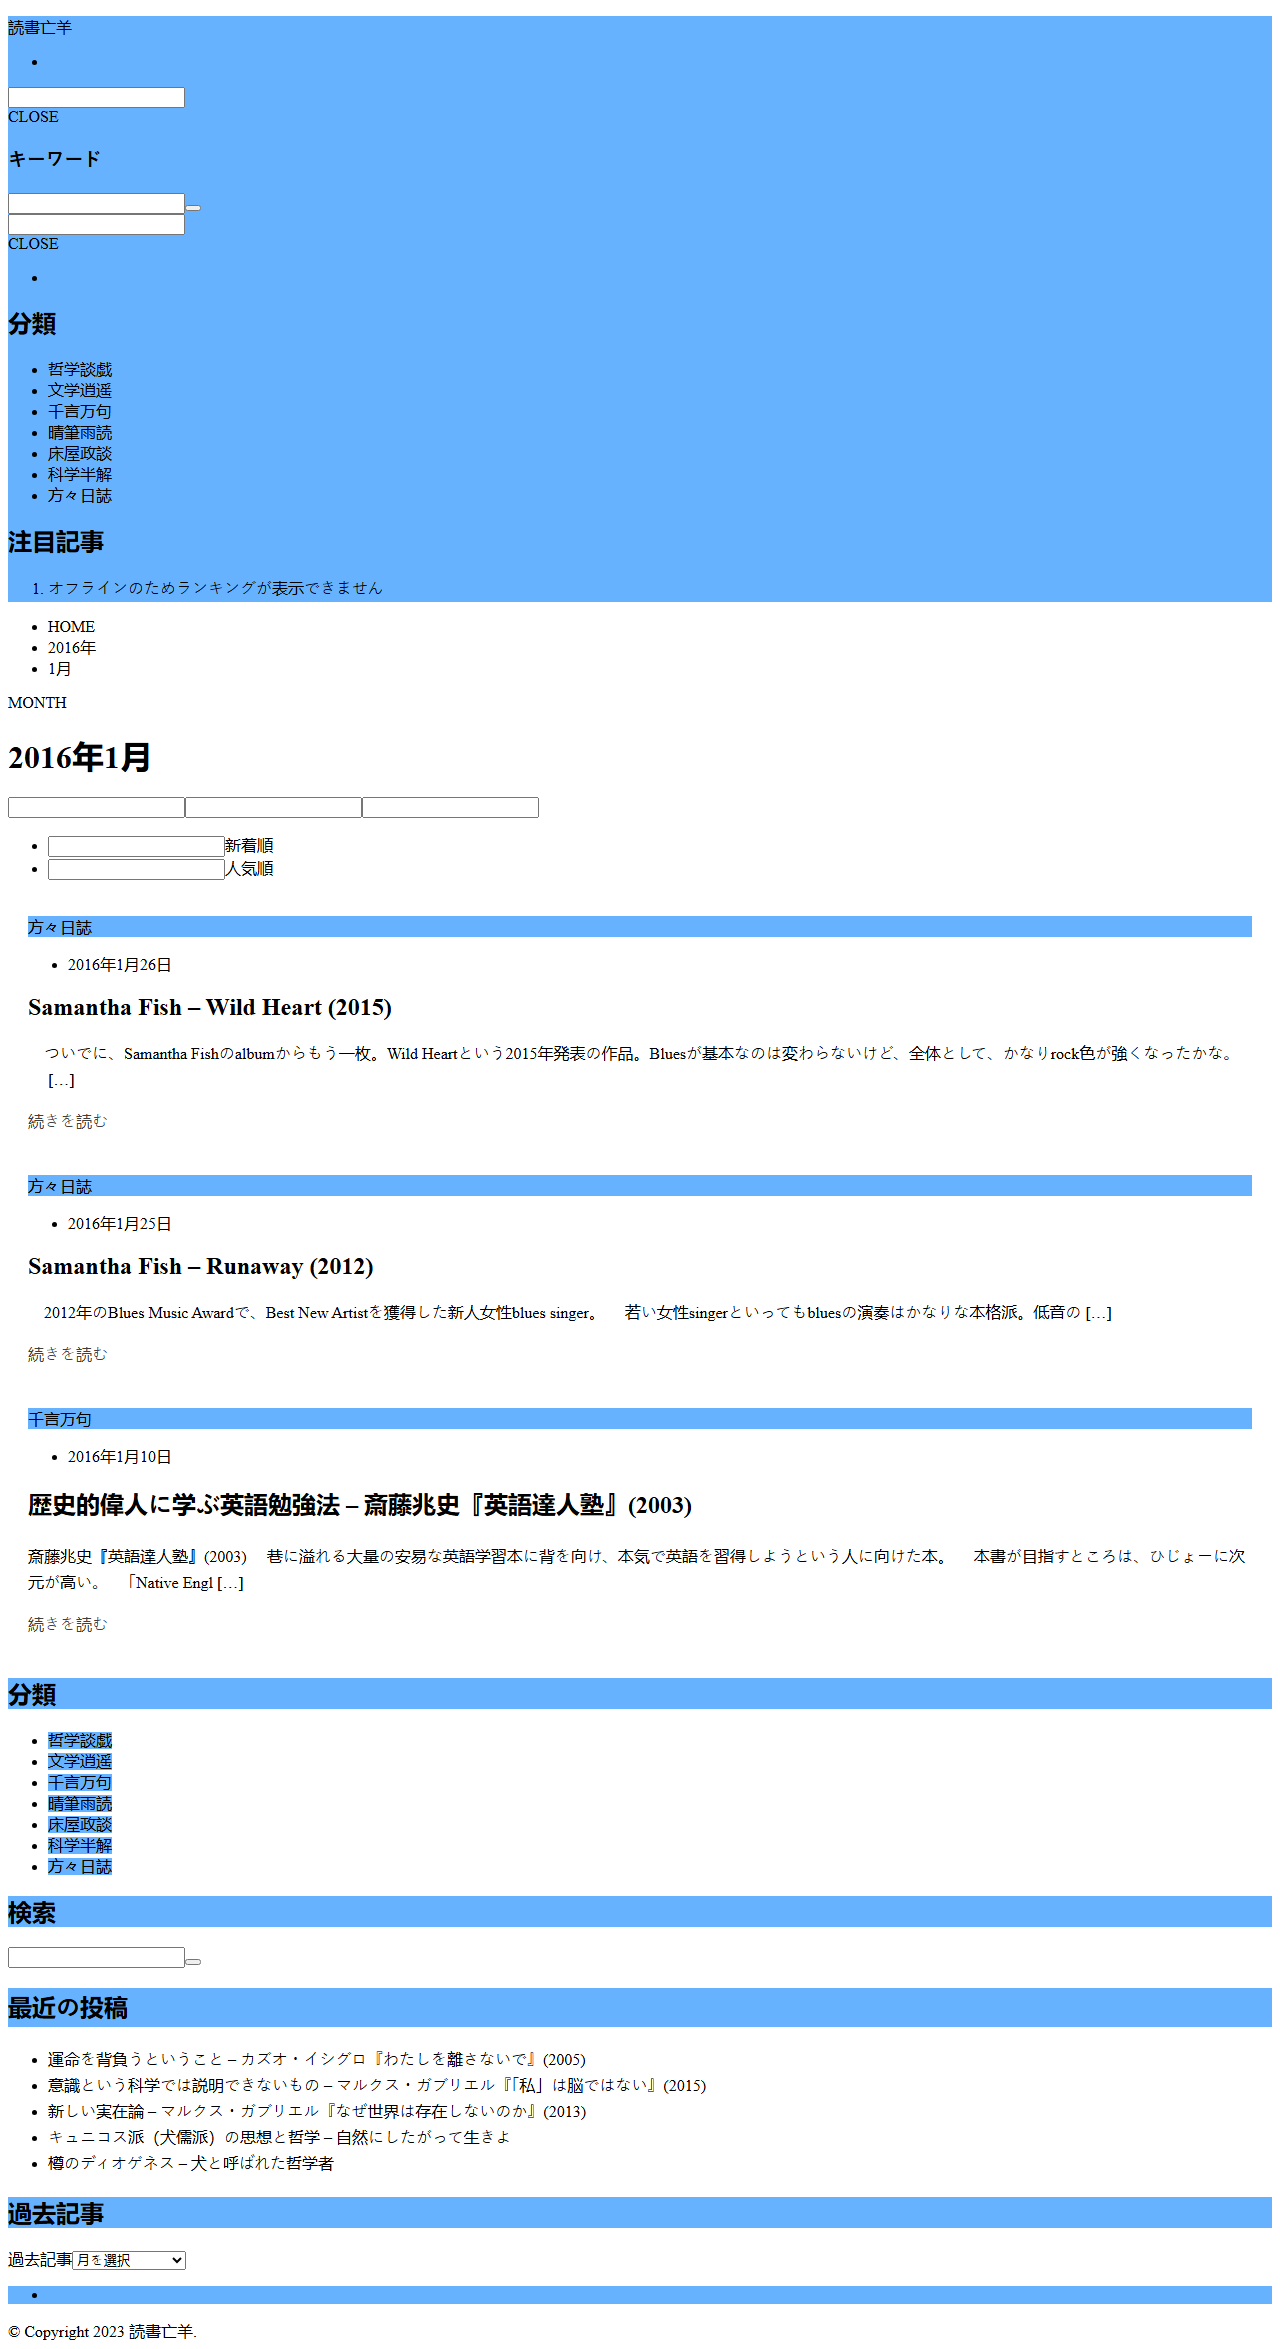 読書亡羊
CLOSE
キーワード
CLOSE
分類
哲学談戯
文学逍遥
千言万句
晴筆雨読
床屋政談
科学半解
方々日誌
注目記事
1. オフラインのためランキングが表示できません
HOME
2016年
1月
MONTH
2016年1月
新着順
人気順
方々日誌
2016年1月26日
Samantha Fish – Wild Heart (2015)
ついでに、Samantha Fishのalbumからもう一枚。Wild Heartという2015年発表の作品。Bluesが基本なのは変わらないけど、全体として、かなりrock色が強くなったかな。
[…]
続きを読む
方々日誌
2016年1月25日
Samantha Fish – Runaway (2012)
2012年のBlues Music Awardで、Best New Artistを獲得した新人女性blues singer。　若い女性singerといってもbluesの演奏はかなりな本格派。低音の […]
続きを読む
千言万句
2016年1月10日
歴史的偉人に学ぶ英語勉強法 – 斎藤兆史『英語達人塾』(2003)
斎藤兆史『英語達人塾』(2003)　巷に溢れる大量の安易な英語学習本に背を向け、本気で英語を習得しようという人に向けた本。　本書が目指すところは、ひじょーに次
元が高い。　「Native Engl […]
続きを読む
分類
哲学談戯
文学逍遥
千言万句
晴筆雨読
床屋政談
科学半解
方々日誌
検索
最近の投稿
運命を背負うということ – カズオ・イシグロ『わたしを離さないで』(2005)
意識という科学では説明できないもの – マルクス・ガブリエル『「私」は脳ではない』(2015)
新しい実在論 – マルクス・ガブリエル『なぜ世界は存在しないのか』(2013)
キュニコス派（犬儒派）の思想と哲学 – 自然にしたがって生きよ
樽のディオゲネス – 犬と呼ばれた哲学者
過去記事
過去記事 月を選択
© Copyright 2023 読書亡羊.